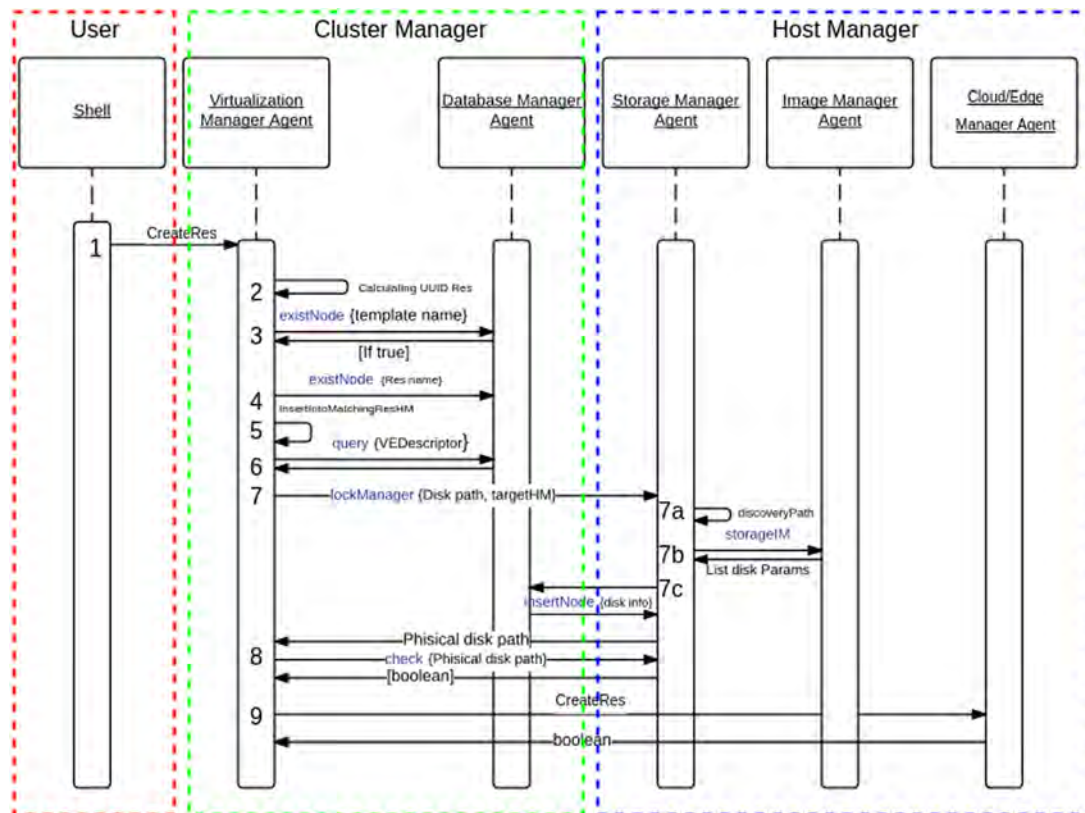 User
Cluster Manager
Host Manager
Shell
Virtualization
Manager Agent
Database Manager
Agent
Storage Manager
Agent
Image Manager
Agent
Cloud/Edge
Manager Agent
1
CreateRes
2
Calculating UUID Res
existNode {template name}
3
[If true]
existNode {Res name}
4
InsertIntoMatchingResHM
5
query {VEDescriptor}
6
7
lockManager {Disk path, targetHM}
7a
discoveryPath
storageIM
7b
List disk Params
7c
insertNode {disk info}
Phisical disk path
8
check {Phisical disk path}
[boolean]
CreateRes
9
boolean